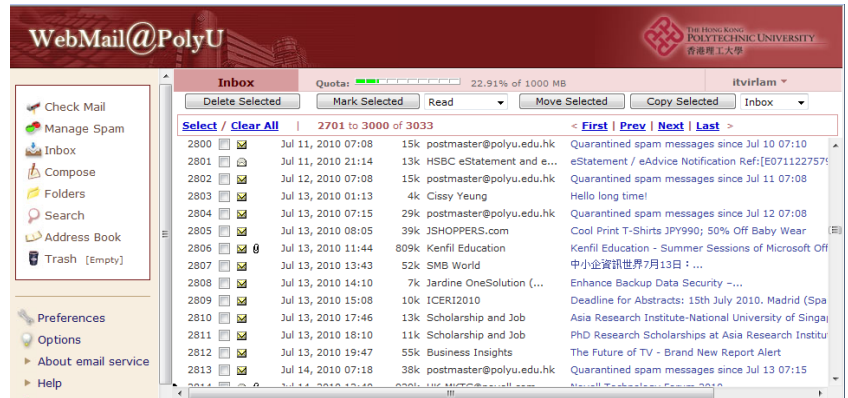 WebMail@PolyU
THE HONG KONG
POLYTECHNIC UNIVERSITY
香港理工大學
Check Mail
Manage Spam
Inbox
Compose
Folders
Search
Address Book
Trash [Empty]
Preferences
Options
About email service
Help
Inbox Quota: 22.91% of 1000 MB itvirlam
Delete Selected Mark Selected Read Move Selected Copy Selected Inbox
Select / Clear All | 2701 to 3000 of 3033 < First | Prev | Next | Last >
2800 Jul 11, 2010 07:08 15k postmaster@polyu.edu.hk Quarantined spam messages since Jul 10 07:10
2801 Jul 11, 2010 21:14 13k HSBC eStatement and e... eStatement / eAdvice Notification Ref:[E0711227579
2802 Jul 12, 2010 07:08 15k postmaster@polyu.edu.hk Quarantined spam messages since Jul 11 07:08
2803 Jul 13, 2010 01:13 4k Cissy Yeung Hello long time!
2804 Jul 13, 2010 07:15 29k postmaster@polyu.edu.hk Quarantined spam messages since Jul 12 07:08
2805 Jul 13, 2010 08:05 39k JSHOPPERS.com Cool Print T-Shirts JPY990; 50% Off Baby Wear
2806 Jul 13, 2010 11:44 809k Kenfil Education Kenfil Education - Summer Sessions of Microsoft Off
2807 Jul 13, 2010 13:43 52k SMB World 中小企資訊世界7月13日：...
2808 Jul 13, 2010 14:10 7k Jardine OneSolution (... Enhance Backup Data Security –...
2809 Jul 13, 2010 15:08 10k ICERI2010 Deadline for Abstracts: 15th July 2010. Madrid (Spa
2810 Jul 13, 2010 17:46 13k Scholarship and Job Asia Research Institute-National University of Singap
2811 Jul 13, 2010 18:10 11k Scholarship and Job PhD Research Scholarships at Asia Research Institu
2812 Jul 13, 2010 19:47 55k Business Insights The Future of TV - Brand New Report Alert
2813 Jul 14, 2010 07:18 38k postmaster@polyu.edu.hk Quarantined spam messages since Jul 13 07:15